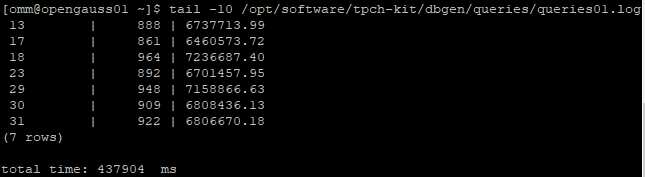 [omm@opengauss01 ~]$ tail -10 /opt/software/tpch-kit/dbgen/queries/queries01.log
13 | 888 | 6737713.99
17 | 861 | 6460573.72
18 | 964 | 7236687.40
23 | 892 | 6701457.95
29 | 948 | 7158866.63
30 | 909 | 6808436.13
31 | 922 | 6806670.18
(7 rows)
total time: 437904 ms